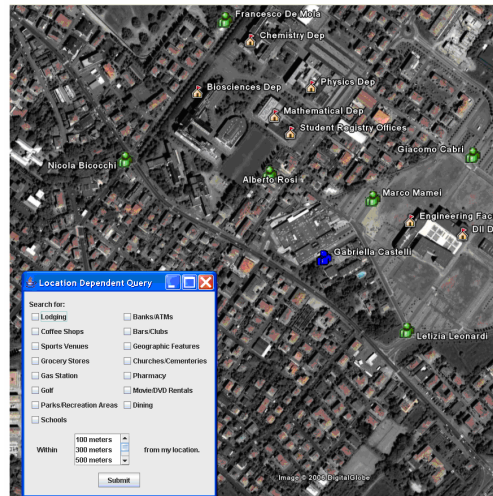 Francesco De Mola
Chemistry Dep
Biosciences Dep
Physics Dep
Mathematical Dep
Student Registry Offices
Giacomo Cabri
Nicola Bicocchi
Alberto Rosi
Marco Mamei
Engineering Fac
DII D
Gabriella Castelli
Letizia Leonardi
Location Dependent Query
Search for:
Lodging
Banks/ATMs
Coffee Shops
Bars/Clubs
Sports Venues
Geographic Features
Grocery Stores
Churches/Cementeries
Gas Station
Pharmacy
Golf
Movie/DVD Rentals
Parks/Recreation Areas
Dining
Schools
100 meters
Within 300 meters from my location.
500 meters
Submit
Image © 2006 DigitalGlobe